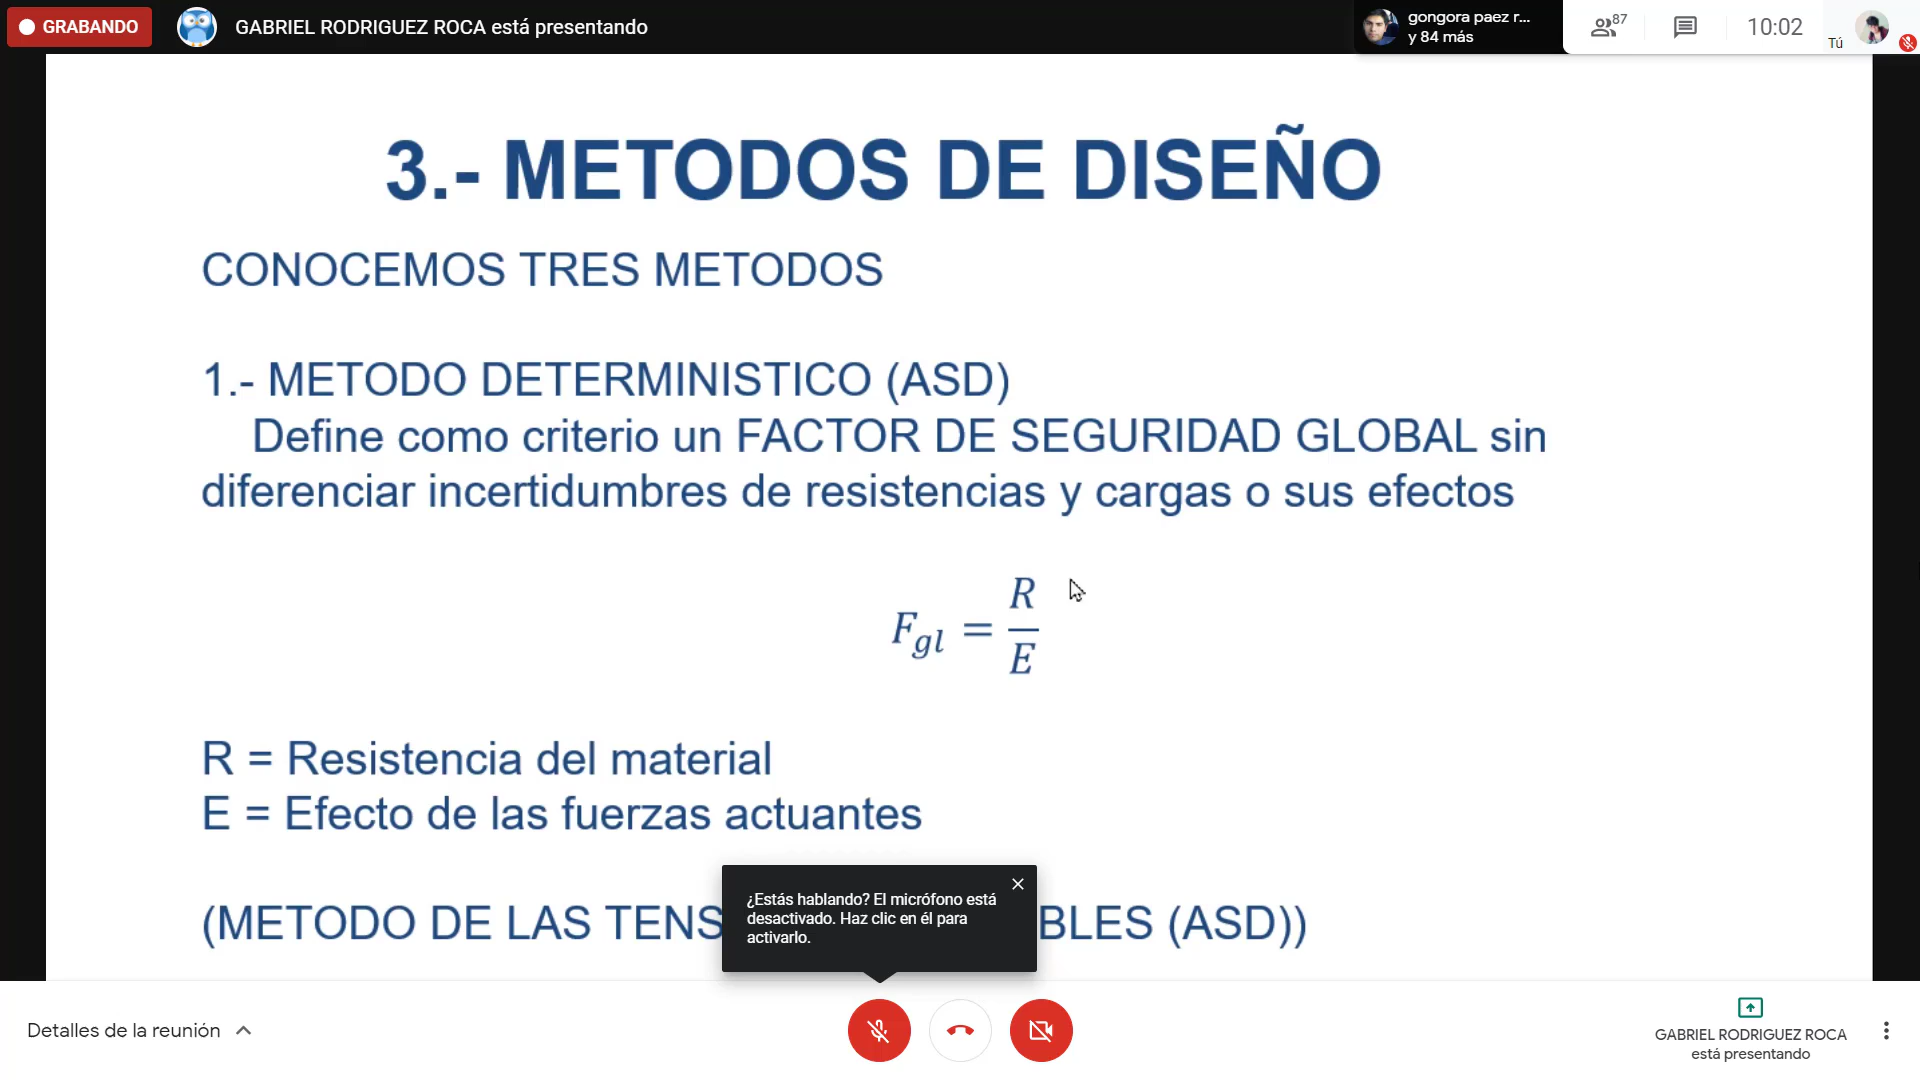 GRABANDO
GABRIEL RODRIGUEZ ROCA está presentando
gongora paez r...
y 84 más
87
10:02
Tú
3.- METODOS DE DISEÑO
CONOCEMOS TRES METODOS
1.- METODO DETERMINISTICO (ASD)
Define como criterio un FACTOR DE SEGURIDAD GLOBAL sin
diferenciar incertidumbres de resistencias y cargas o sus efectos
F_gl = R/E
R = Resistencia del material
E = Efecto de las fuerzas actuantes
(METODO DE LAS TENS BLES (ASD))
¿Estás hablando? El micrófono está
desactivado. Haz clic en él para
activarlo.
Detalles de la reunión
GABRIEL RODRIGUEZ ROCA
está presentando